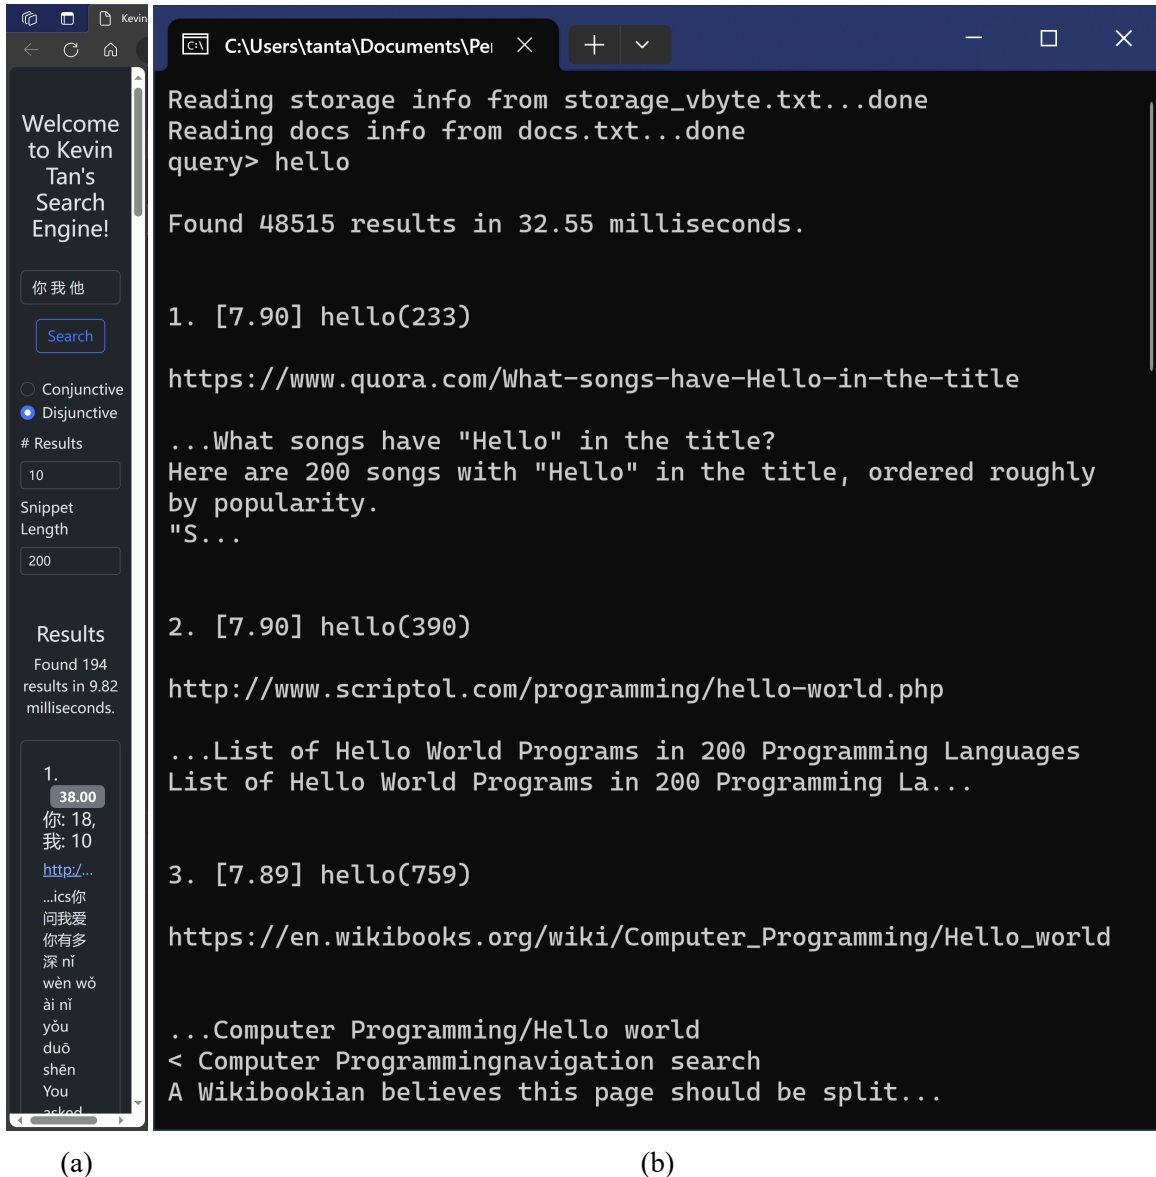 Kevin
Welcome
to Kevin
Tan's
Search
Engine!
你 我 他
Search
Conjunctive
Disjunctive
# Results
10
Snippet
Length
200
Results
Found 194
results in 9.82
milliseconds.
1.
38.00
你: 18,
我: 10
http:/...
...ics你
问我爱
你有多
深 nǐ
wèn wǒ
ài nǐ
yǒu
duō
shēn
You
asked
(a)
C:\Users\tanta\Documents\Per
Reading storage info from storage_vbyte.txt...done
Reading docs info from docs.txt...done
query> hello
Found 48515 results in 32.55 milliseconds.
1. [7.90] hello(233)
https://www.quora.com/What-songs-have-Hello-in-the-title
...What songs have "Hello" in the title?
Here are 200 songs with "Hello" in the title, ordered roughly
by popularity.
"S...
2. [7.90] hello(390)
http://www.scriptol.com/programming/hello-world.php
...List of Hello World Programs in 200 Programming Languages
List of Hello World Programs in 200 Programming La...
3. [7.89] hello(759)
https://en.wikibooks.org/wiki/Computer_Programming/Hello_world
...Computer Programming/Hello world
< Computer Programmingnavigation search
A Wikibookian believes this page should be split...
(b)